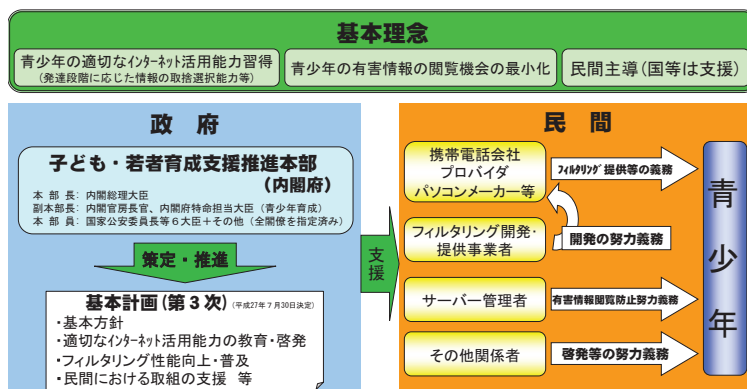 基本理念
青少年の適切なインターネット活用能力習得
(発達段階に応じた情報の取捨選択能力等)
青少年の有害情報の閲覧機会の最小化
民間主導(国等は支援)
政 府
子ども・若者育成支援推進本部
(内閣府)
本 部 長: 内閣総理大臣
副本部長: 内閣官房長官、内閣府特命担当大臣(青少年育成)
本 部 員: 国家公安委員長等6大臣+その他(全閣僚を指定済み)
策定・推進
基本計画(第3次)(平成27年7月30日決定)
・基本方針
・適切なインターネット活用能力の教育・啓発
・フィルタリング性能向上・普及
・民間における取組の支援 等
支援
民 間
携帯電話会社
プロバイダ
パソコンメーカー等
フィルタリング提供等の義務
フィルタリング開発・
提供事業者
開発の努力義務
サーバー管理者
有害情報閲覧防止努力義務
その他関係者
啓発等の努力義務
青少年